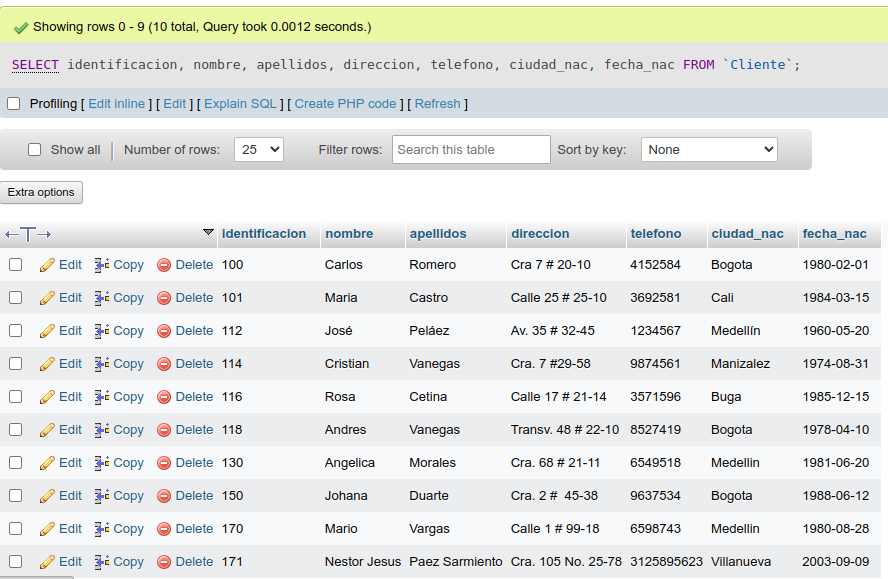 Showing rows 0 - 9 (10 total, Query took 0.0012 seconds.)
SELECT identificacion, nombre, apellidos, direccion, telefono, ciudad_nac, fecha_nac FROM `Cliente`;
Profiling [ Edit inline ] [ Edit ] [ Explain SQL ] [ Create PHP code ] [ Refresh ]
Show all Number of rows: 25 Filter rows: Search this table Sort by key: None
Extra options
identificacion nombre apellidos direccion telefono ciudad_nac fecha_nac
Edit Copy Delete 100 Carlos Romero Cra 7 # 20-10 4152584 Bogota 1980-02-01
Edit Copy Delete 101 Maria Castro Calle 25 # 25-10 3692581 Cali 1984-03-15
Edit Copy Delete 112 José Peláez Av. 35 # 32-45 1234567 Medellín 1960-05-20
Edit Copy Delete 114 Cristian Vanegas Cra. 7 #29-58 9874561 Manizalez 1974-08-31
Edit Copy Delete 116 Rosa Cetina Calle 17 # 21-14 3571596 Buga 1985-12-15
Edit Copy Delete 118 Andres Vanegas Transv. 48 # 22-10 8527419 Bogota 1978-04-10
Edit Copy Delete 130 Angelica Morales Cra. 68 # 21-11 6549518 Medellin 1981-06-20
Edit Copy Delete 150 Johana Duarte Cra. 2 # 45-38 9637534 Bogota 1988-06-12
Edit Copy Delete 170 Mario Vargas Calle 1 # 99-18 6598743 Medellin 1980-08-28
Edit Copy Delete 171 Nestor Jesus Paez Sarmiento Cra. 105 No. 25-78 3125895623 Villanueva 2003-09-09